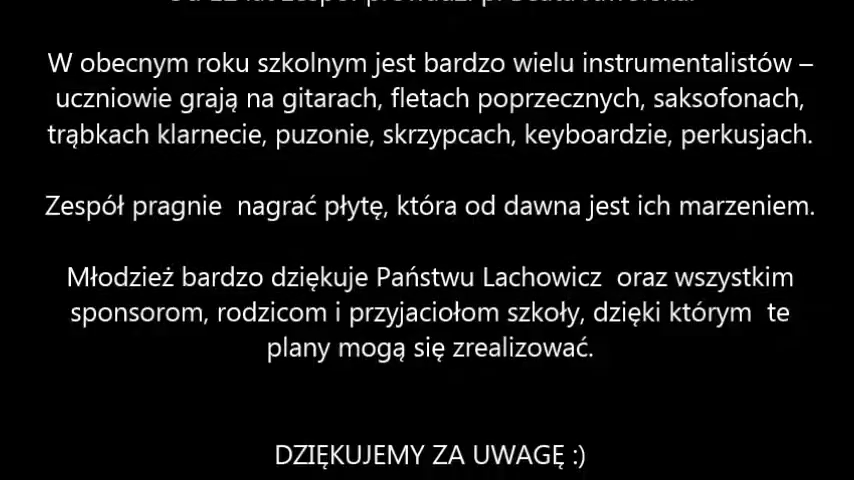 W obecnym roku szkolnym jest bardzo wielu instrumentalistów –
uczniowie grają na gitarach, fletach poprzecznych, saksofonach,
trąbkach klarnecie, puzonie, skrzypcach, keyboardzie, perkusjach.
Zespół pragnie  nagrać płytę, która od dawna jest ich marzeniem.
Młodzież bardzo dziękuje Państwu Lachowicz  oraz wszystkim
sponsorom, rodzicom i przyjaciołom szkoły, dzięki którym  te
plany mogą się zrealizować.
DZIĘKUJEMY ZA UWAGĘ :)